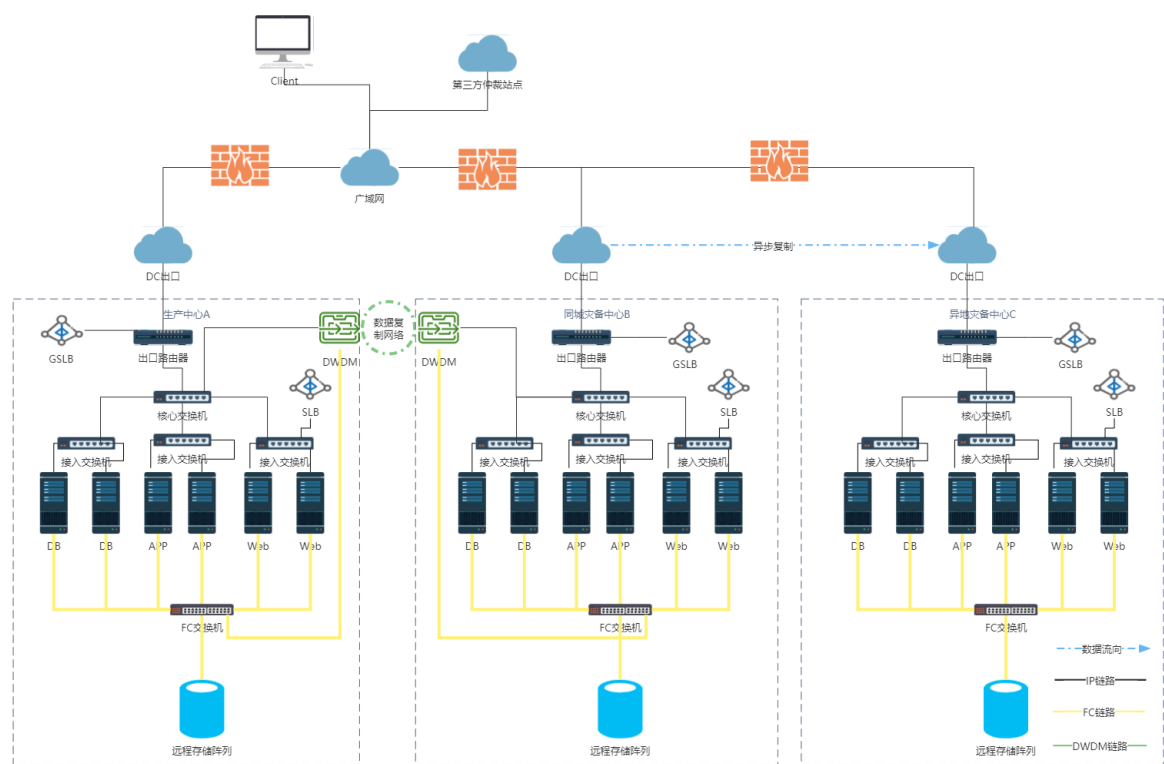 Client
第三方仲裁站点
广域网
异步复制
DC出口
DC出口
DC出口
生产中心A
同城灾备中心B
异地灾备中心C
数据复
制网络
GSLB
出口路由器
DWDM
DWDM
出口路由器
GSLB
出口路由器
GSLB
SLB
SLB
SLB
核心交换机
核心交换机
核心交换机
接入交换机
接入交换机
接入交换机
接入交换机
接入交换机
接入交换机
接入交换机
接入交换机
接入交换机
DB
DB
APP
APP
Web
Web
DB
DB
APP
APP
Web
Web
DB
DB
APP
APP
Web
Web
FC交换机
FC交换机
FC交换机
数据流向
IP链路
FC链路
DWDM链路
远程存储阵列
远程存储阵列
远程存储阵列